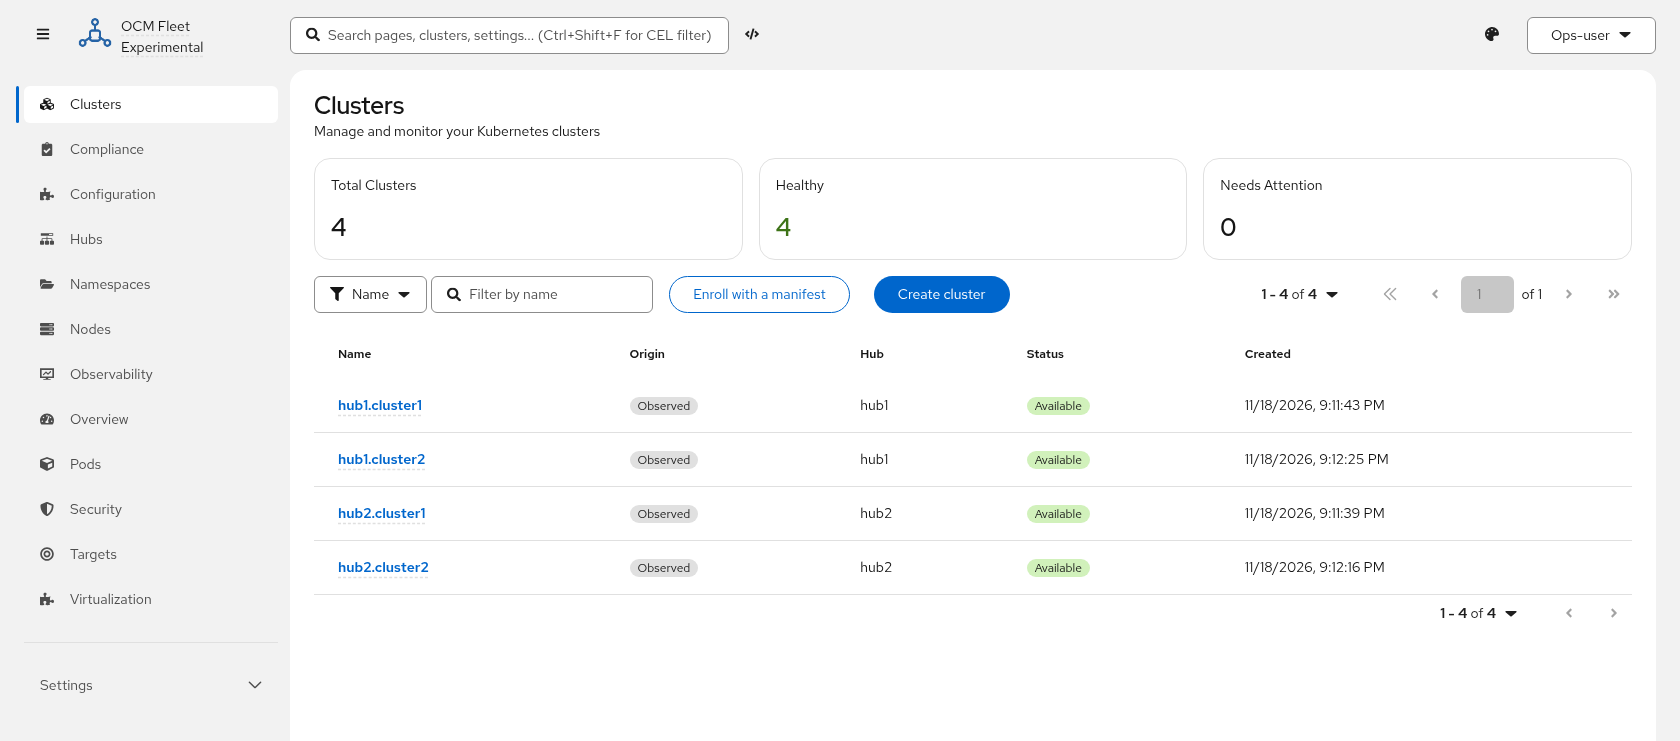 OCM Fleet
Experimental
Search pages, clusters, settings... (Ctrl+Shift+F for CEL filter)
Ops-user
Clusters
Compliance
Configuration
Hubs
Namespaces
Nodes
Observability
Overview
Pods
Security
Targets
Virtualization
Settings
Clusters
Manage and monitor your Kubernetes clusters
Total Clusters
4
Healthy
4
Needs Attention
0
Name
Filter by name
Enroll with a manifest
Create cluster
1 - 4 of 4
1
of 1
Name Origin Hub Status Created
hub1.cluster1 Observed hub1 Available 11/18/2026, 9:11:43 PM
hub1.cluster2 Observed hub1 Available 11/18/2026, 9:12:25 PM
hub2.cluster1 Observed hub2 Available 11/18/2026, 9:11:39 PM
hub2.cluster2 Observed hub2 Available 11/18/2026, 9:12:16 PM
1 - 4 of 4